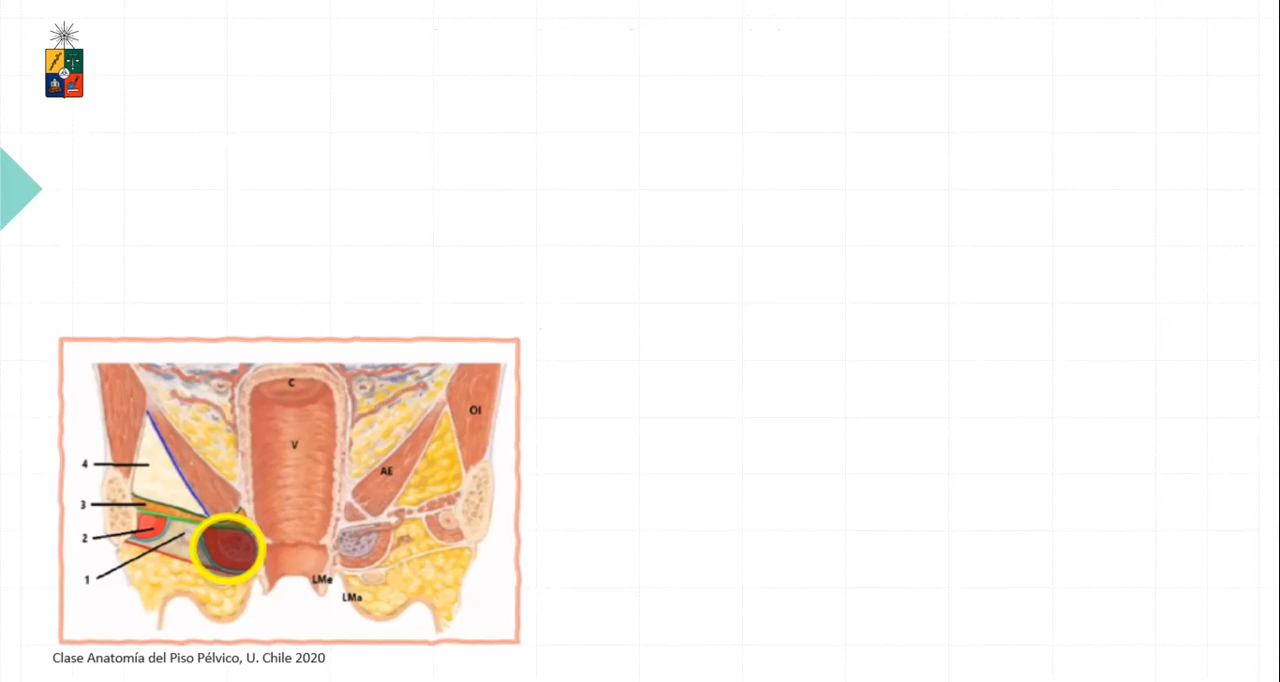 C
OI
V
4
AE
3
2
1
LMe
LMa
Clase Anatomía del Piso Pélvico, U. Chile 2020